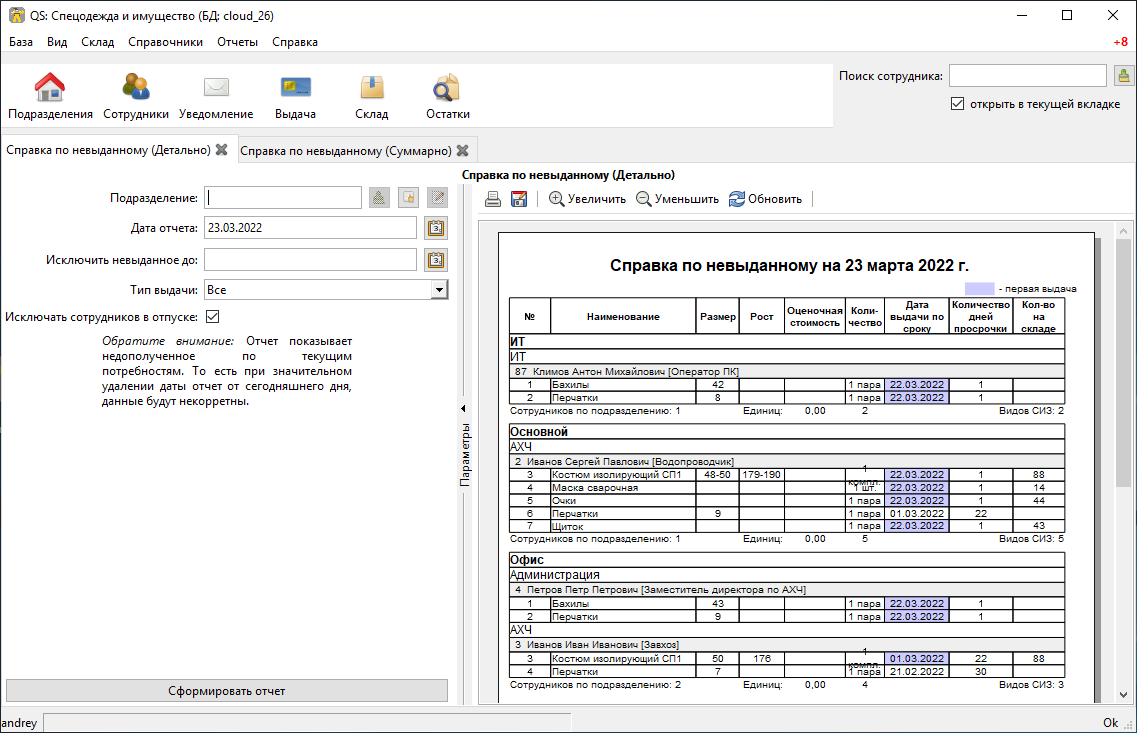 QS: Спецодежда и имущество (БД: cloud_26)
База Вид Склад Справочники Отчеты Справка
+8
Подразделения Сотрудники Уведомление Выдача Склад Остатки
Поиск сотрудника:
открыть в текущей вкладке
Справка по невыданному (Детально) Справка по невыданному (Суммарно)
Подразделение:
Дата отчета: 23.03.2022
Исключить невыданное до:
Тип выдачи: Все
Исключать сотрудников в отпуске:
Обратите внимание: Отчет показывает
недополученное по текущим
потребностям. То есть при значительном
удалении даты отчет от сегодняшнего дня,
данные будут некорретны.
Сформировать отчет
Параметры
Справка по невыданному (Детально)
Увеличить Уменьшить Обновить
Справка по невыданному на 23 марта 2022 г.
- первая выдача
№ Наименование Размер Рост Оценочная стоимость Коли-чество Дата выдачи по сроку Количество дней просрочки Кол-во на складе
ИТ
ИТ
87 Климов Антон Михайлович [Оператор ПК]
1 Бахилы 42 1 пара 22.03.2022 1
2 Перчатки 8 1 пара 22.03.2022 1
Сотрудников по подразделению: 1 Единиц: 0,00 2 Видов СИЗ: 2
Основной
АХЧ
2 Иванов Сергей Павлович [Водопроводчик]
3 Костюм изолирующий СП1 48-50 179-190 1 компл. 22.03.2022 1 88
4 Маска сварочная 1 шт. 22.03.2022 1 14
5 Очки 1 пара 22.03.2022 1 44
6 Перчатки 9 1 пара 01.03.2022 22
7 Щиток 1 пара 22.03.2022 1 43
Сотрудников по подразделению: 1 Единиц: 0,00 5 Видов СИЗ: 5
Офис
Администрация
4 Петров Петр Петрович [Заместитель директора по АХЧ]
1 Бахилы 43 1 пара 22.03.2022 1
2 Перчатки 9 1 пара 22.03.2022 1
АХЧ
3 Иванов Иван Иванович [Завхоз]
3 Костюм изолирующий СП1 50 176 1 компл. 01.03.2022 22 88
4 Перчатки 7 1 пара 21.02.2022 30
Сотрудников по подразделению: 2 Единиц: 0,00 4 Видов СИЗ: 3
andrey
Ok